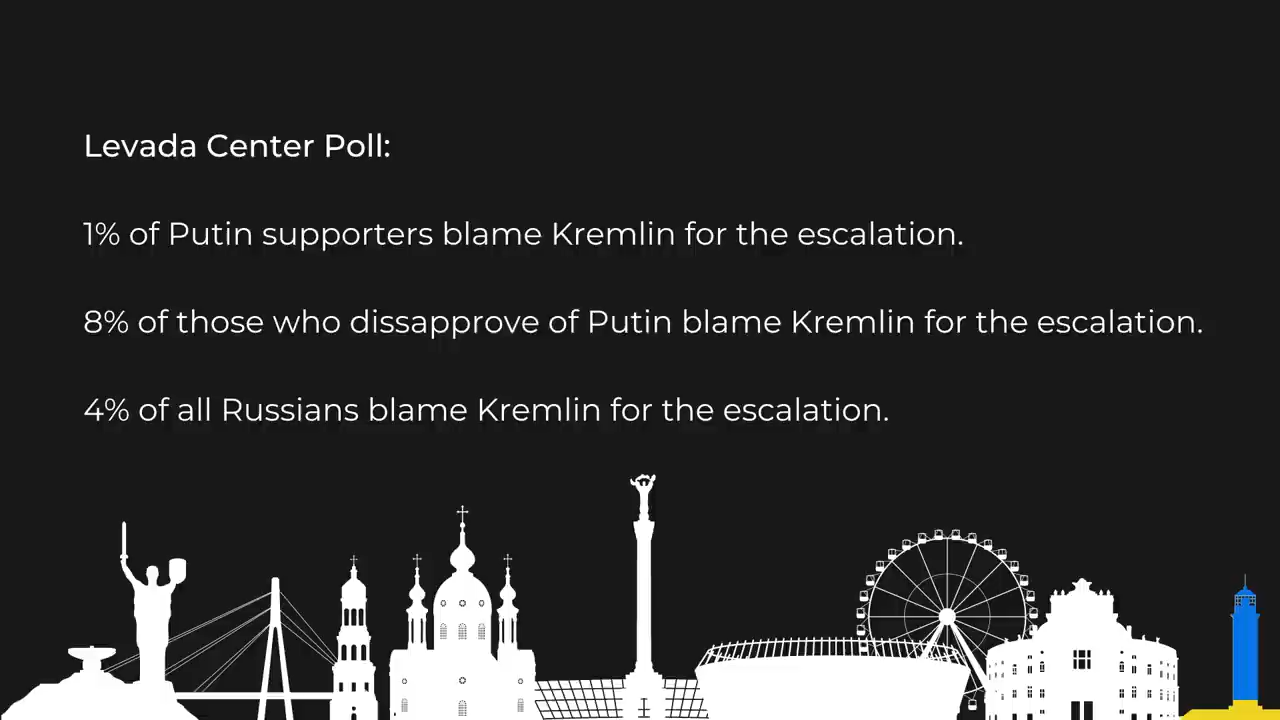 Levada Center Poll:
1% of Putin supporters blame Kremlin for the escalation.
8% of those who dissapprove of Putin blame Kremlin for the escalation.
4% of all Russians blame Kremlin for the escalation.